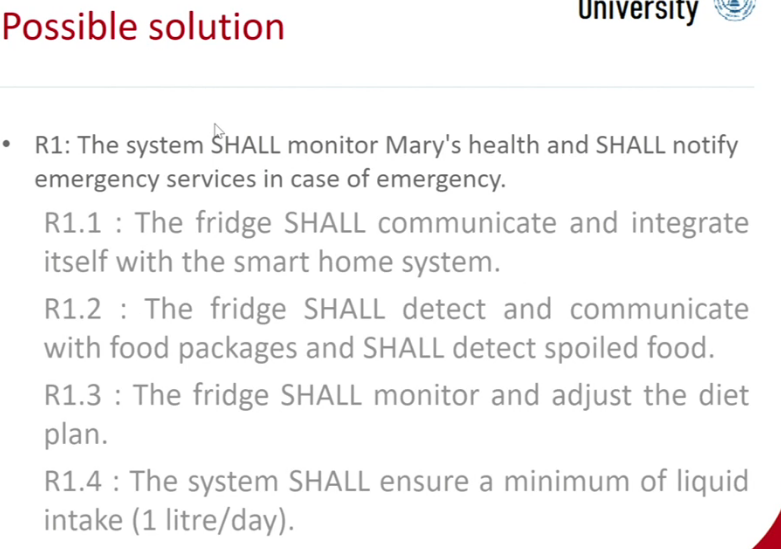 University
Possible solution
• R1: The system SHALL monitor Mary's health and SHALL notify
emergency services in case of emergency.
R1.1 : The fridge SHALL communicate and integrate
itself with the smart home system.
R1.2 : The fridge SHALL detect and communicate
with food packages and SHALL detect spoiled food.
R1.3 : The fridge SHALL monitor and adjust the diet
plan.
R1.4 : The system SHALL ensure a minimum of liquid
intake (1 litre/day).